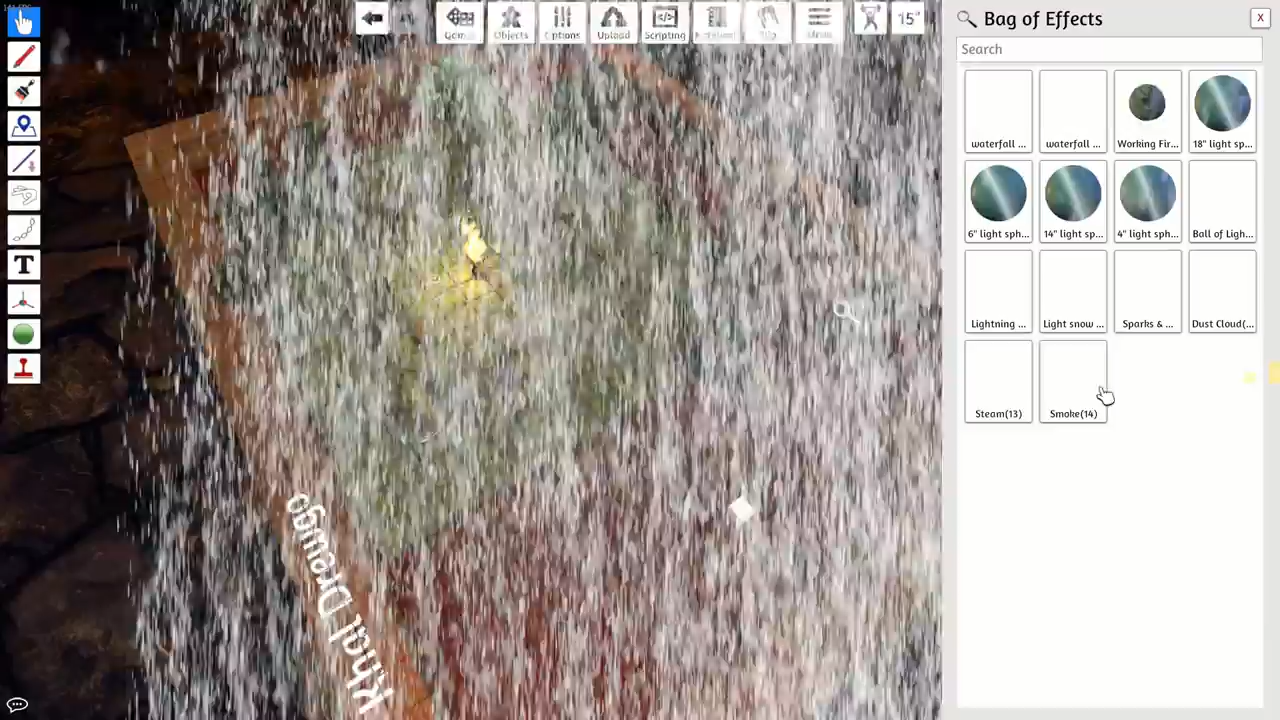 Objects
Options
Upload
Scripting
15°
Bag of Effects
X
Search
waterfall ...
waterfall ...
Working Fir...
18" light sp...
6" light sph...
14" light sp...
4" light sph...
Ball of Ligh...
Lightning ...
Light snow ...
Sparks & ...
Dust Cloud(...
Steam(13)
Smoke(14)
T
Khal Drewgo